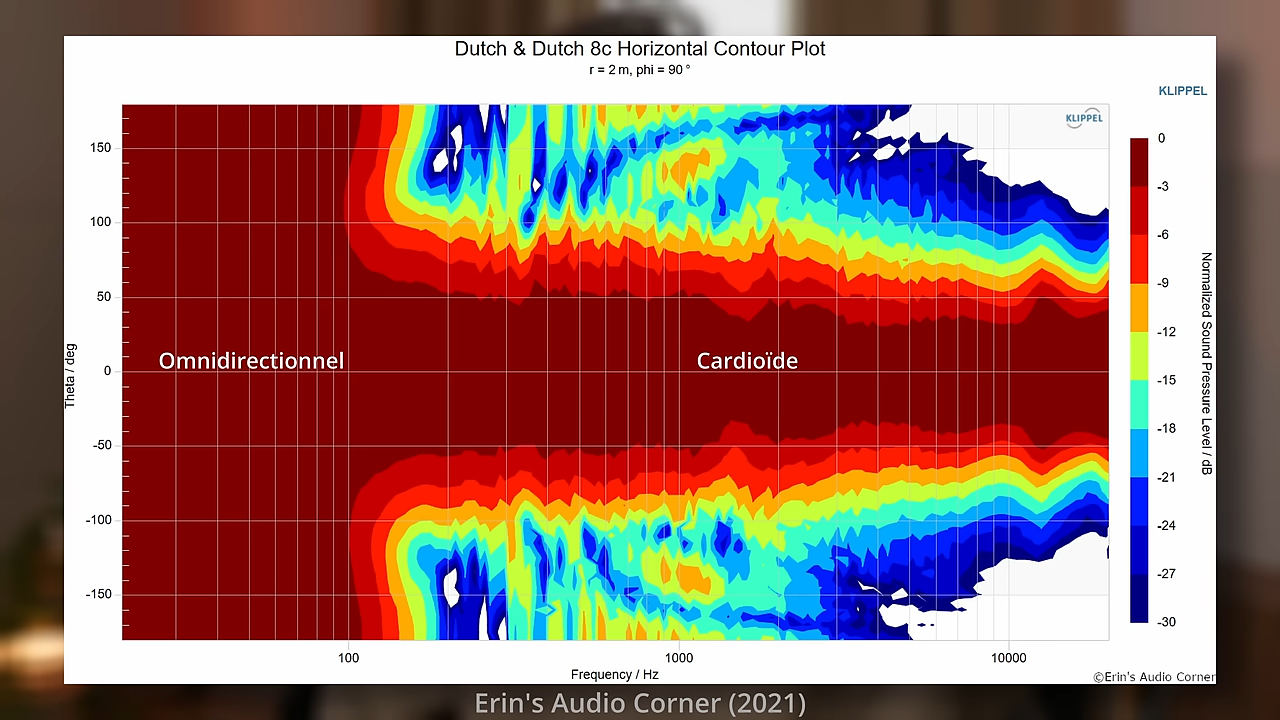 Dutch & Dutch 8c Horizontal Contour Plot
r = 2 m, phi = 90 °
KLIPPEL
KLIPPEL
150
100
50
0
-50
-100
-150
Theta / deg
Omnidirectionnel
Cardioïde
0
-3
-6
-9
-12
-15
-18
-21
-24
-27
-30
Normalized Sound Pressure Level / dB
100
1000
10000
Frequency / Hz
©Erin's Audio Corner
Erin's Audio Corner (2021)